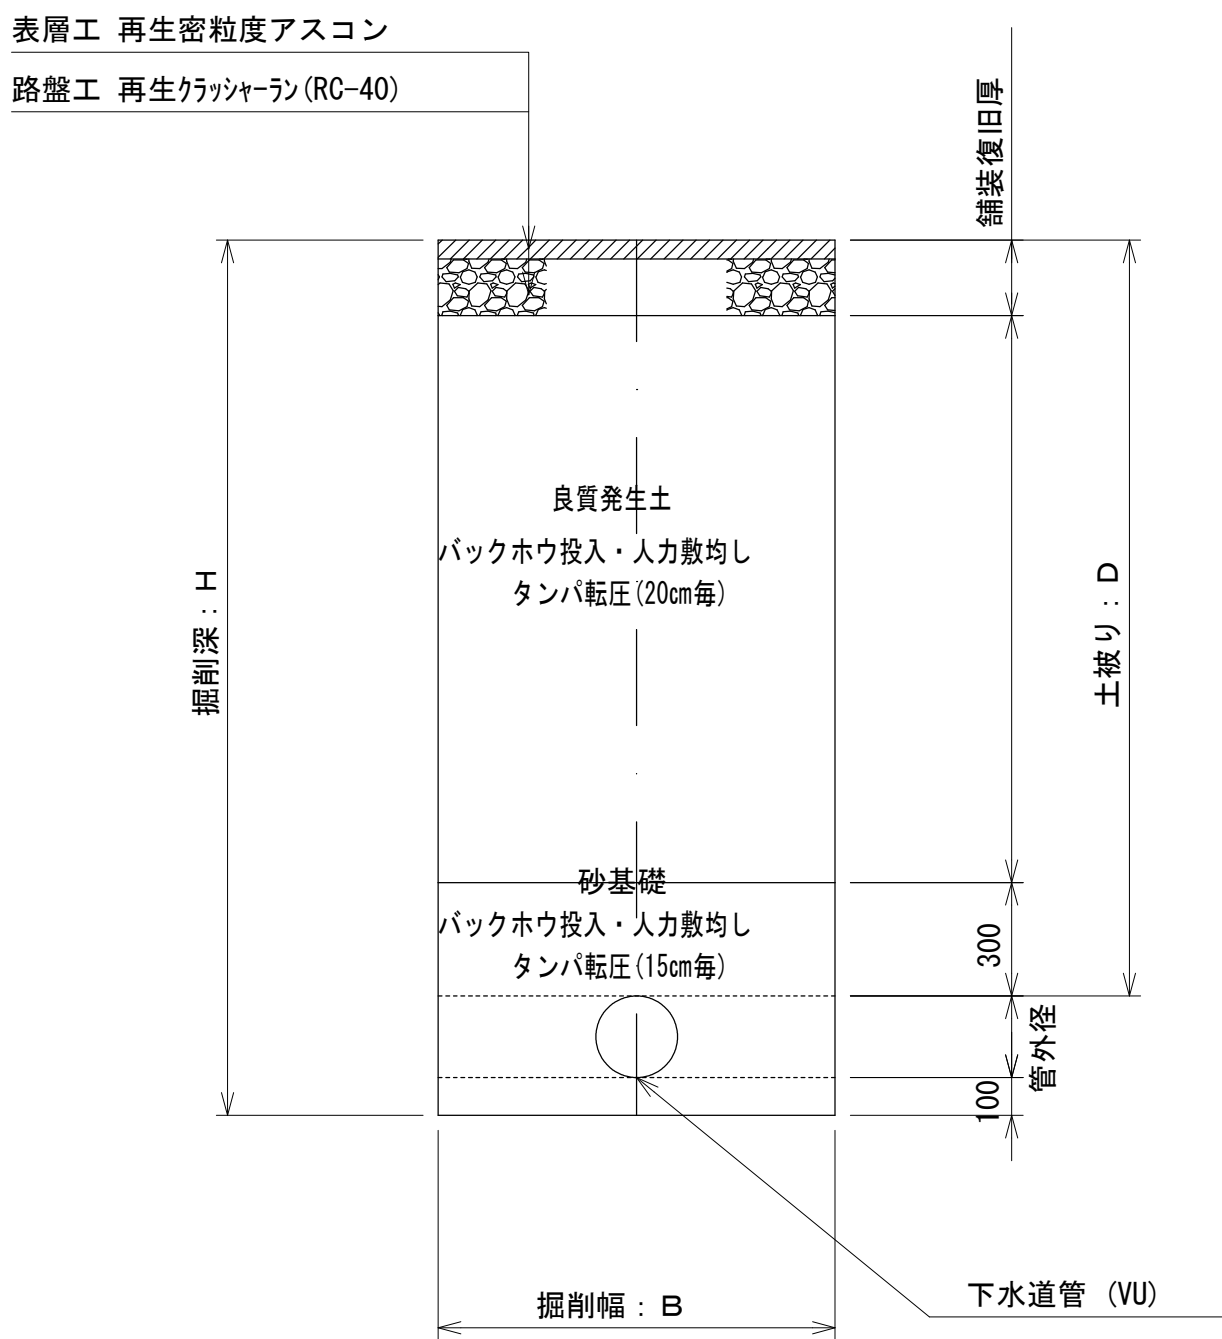 表層工 再生密粒度アスコン
路盤工 再生ｸﾗｯｼｬｰﾗﾝ(RC-40)
舗装復旧厚
良質発生土
バックホウ投入・人力敷均し
タンパ転圧(20cm毎)
掘削深：H
土被り：D
砂基礎
バックホウ投入・人力敷均し
タンパ転圧(15cm毎)
300
管外径
100
下水道管 (VU)
掘削幅：B